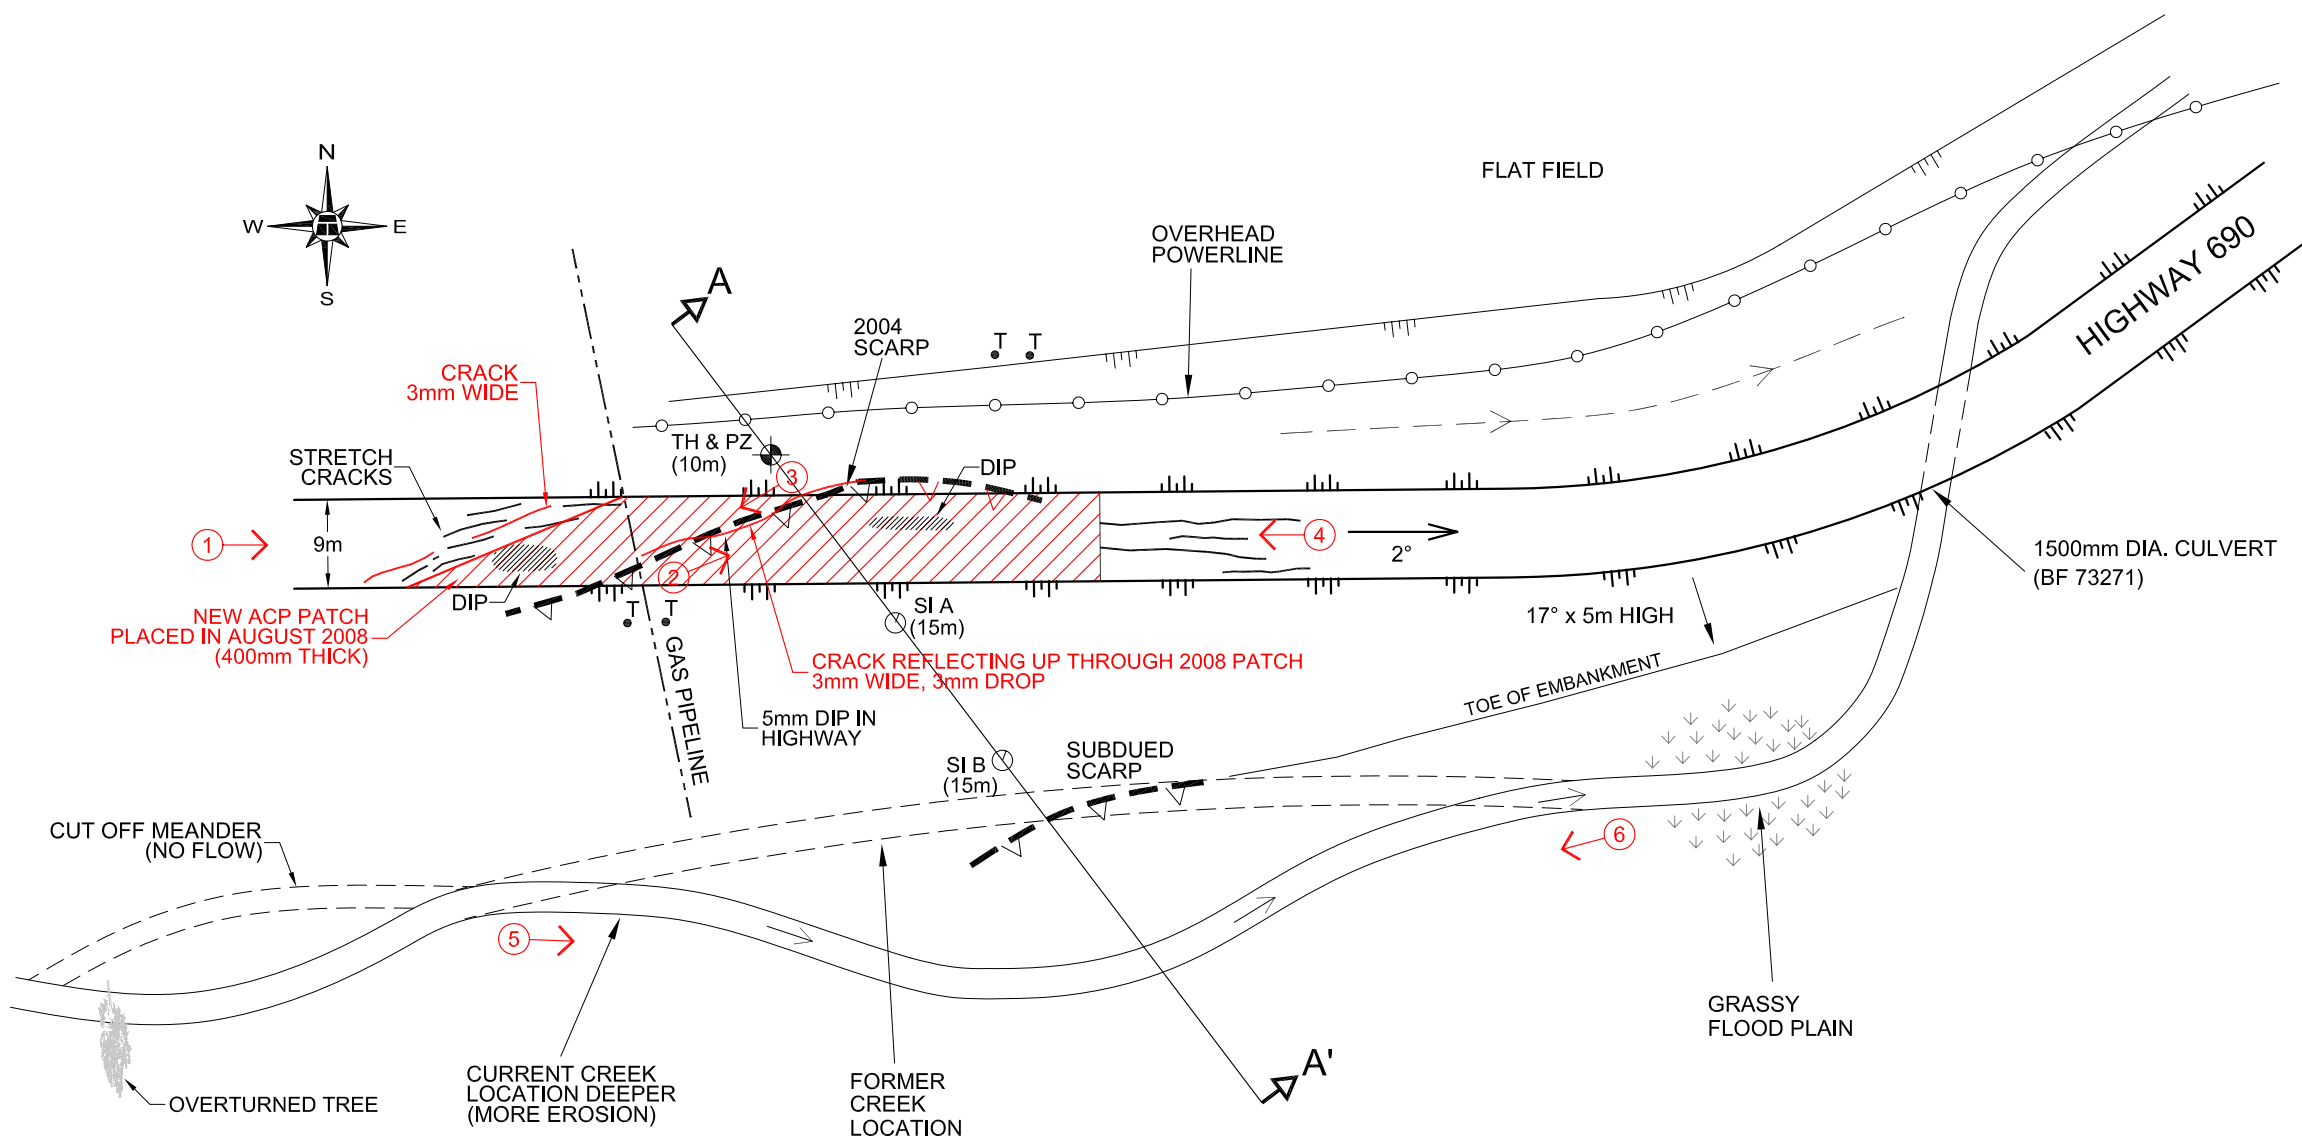 FLAT FIELD
N
W
E
S
OVERHEAD
POWERLINE
HIGHWAY 690
A
2004
SCARP
T
T
CRACK
3mm WIDE
TH & PZ
(10m)
STRETCH
CRACKS
DIP
3
1
9m
4
2°
2
1500mm DIA. CULVERT
(BF 73271)
DIP
NEW ACP PATCH
PLACED IN AUGUST 2008
(400mm THICK)
T
T
SI A
(15m)
17° x 5m HIGH
GAS PIPELINE
CRACK REFLECTING UP THROUGH 2008 PATCH
3mm WIDE, 3mm DROP
TOE OF EMBANKMENT
5mm DIP IN
HIGHWAY
SI B
(15m)
SUBDUED
SCARP
CUT OFF MEANDER
(NO FLOW)
6
5
GRASSY
FLOOD PLAIN
A'
OVERTURNED TREE
CURRENT CREEK
LOCATION DEEPER
(MORE EROSION)
FORMER
CREEK
LOCATION